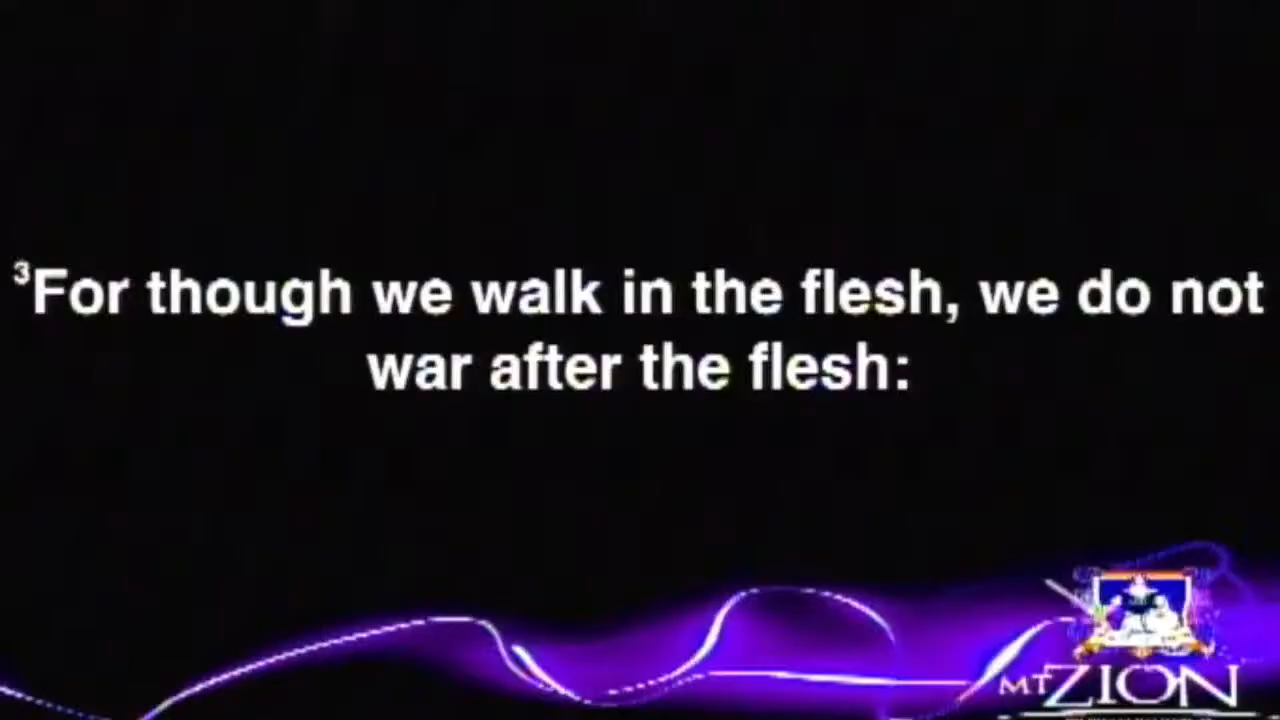 ³For though we walk in the flesh, we do not
war after the flesh:
MT ZION